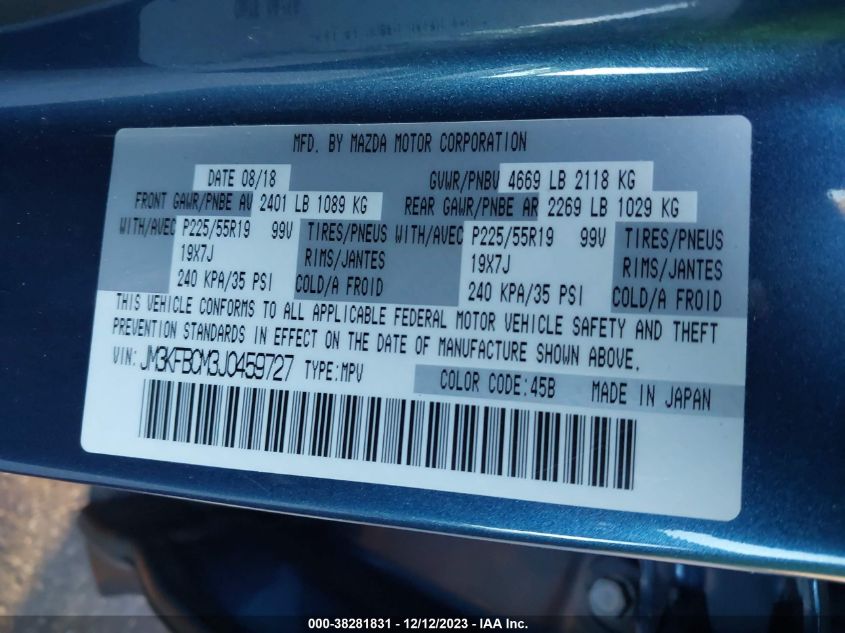 MFD. BY MAZDA MOTOR CORPORATION
DATE 08/18 GVWR/PNBV 4669 LB 2118 KG
FRONT GAWR/PNBE AV 2401 LB 1089 KG REAR GAWR/PNBE AR 2269 LB 1029 KG
WITH/AVEC P225/55R19 99V TIRES/PNEUS WITH/AVEC P225/55R19 99V TIRES/PNEUS
19X7J RIMS/JANTES 19X7J RIMS/JANTES
240 KPA/35 PSI COLD/A FROID 240 KPA/35 PSI COLD/A FROID
THIS VEHICLE CONFORMS TO ALL APPLICABLE FEDERAL MOTOR VEHICLE SAFETY AND THEFT
PREVENTION STANDARDS IN EFFECT ON THE DATE OF MANUFACTURE SHOWN ABOVE.
VIN: JM3KFBCM3J0459727 TYPE:MPV
COLOR CODE:45B MADE IN JAPAN
000-38281831 - 12/12/2023 - IAA Inc.